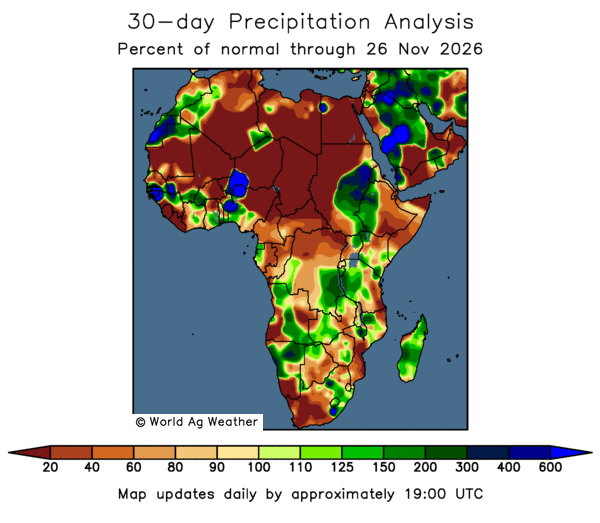 30-day Precipitation Analysis
Percent of normal through 26 Nov 2026
© World Ag Weather
20 40 60 80 90 100 110 125 150 200 300 400 600
Map updates daily by approximately 19:00 UTC